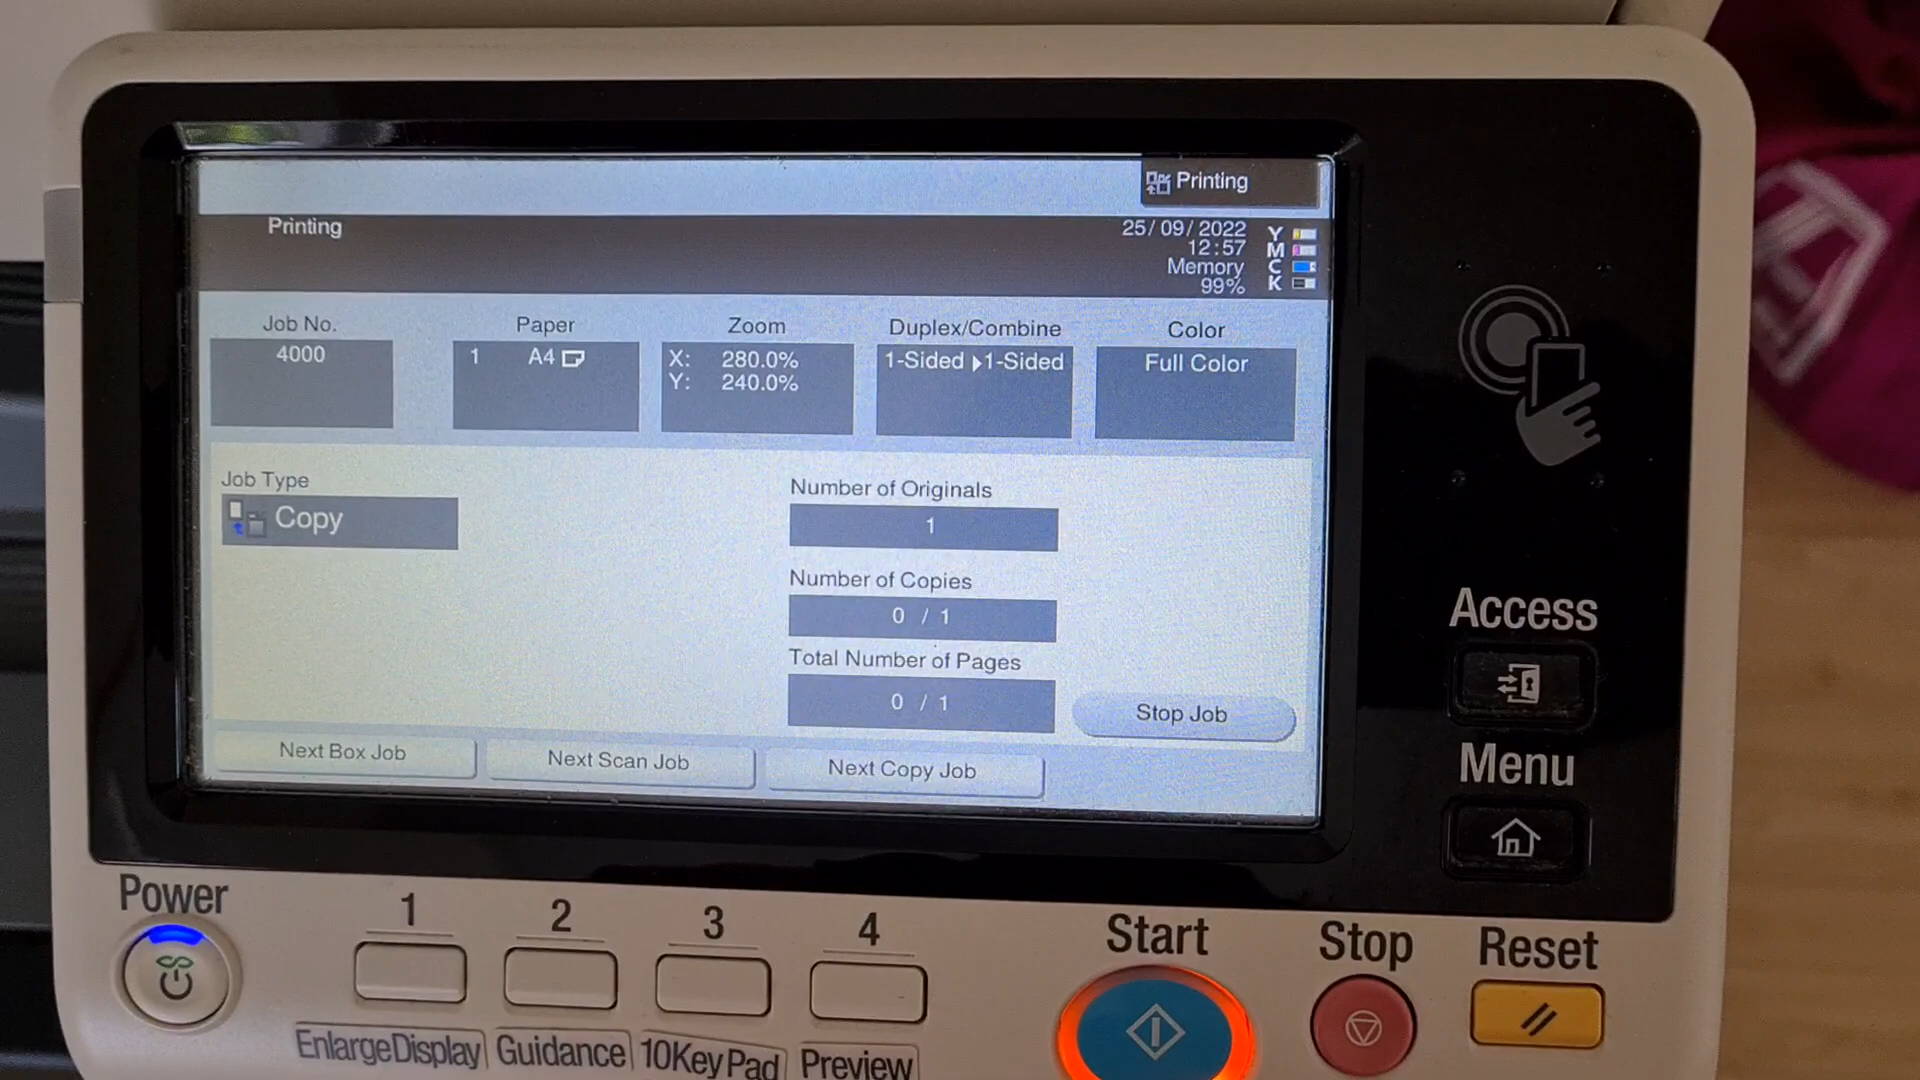 Printing
Printing
25/09/2022
12:57
Memory
99%
Y
M
C
K
Job No.
4000
Paper
1 A4
Zoom
X: 280.0%
Y: 240.0%
Duplex/Combine
1-Sided ▶1-Sided
Color
Full Color
Job Type
Copy
Number of Originals
1
Number of Copies
0 / 1
Total Number of Pages
0 / 1
Stop Job
Next Box Job
Next Scan Job
Next Copy Job
Access
Menu
Power
1
2
3
4
Start
Stop
Reset
Enlarge Display
Guidance
10 Key Pad
Preview